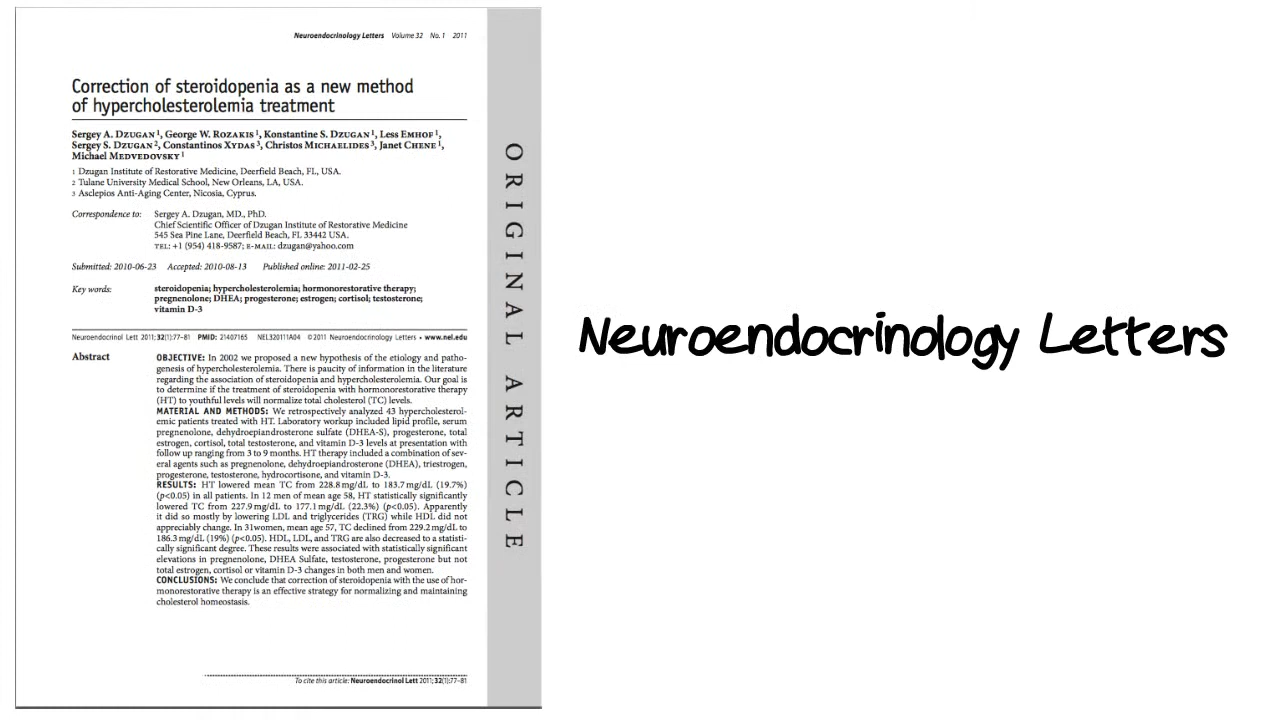 Neuroendocrinology Letters Volume 32 No. 1 2011
Correction of steroidopenia as a new method
of hypercholesterolemia treatment
Sergey A. Dzugan 1, George W. Rozakis 1, Konstantine S. Dzugan 1, Less Emhof 1,
Sergey S. Dzugan 2, Constantinos Xydas 3, Christos Michaelides 3, Janet Chene 1,
Michael Medvedovsky 1
1 Dzugan Institute of Restorative Medicine, Deerfield Beach, FL, USA.
2 Tulane University Medical School, New Orleans, LA, USA.
3 Asclepios Anti-Aging Center, Nicosia, Cyprus.
Correspondence to: Sergey A. Dzugan, MD., PhD.
Chief Scientific Officer of Dzugan Institute of Restorative Medicine
545 Sea Pine Lane, Deerfield Beach, FL 33442 USA.
TEL: +1 (954) 418-9587; E-MAIL: dzugan@yahoo.com
Submitted: 2010-06-23 Accepted: 2010-08-13 Published online: 2011-02-25
Key words: steroidopenia; hypercholesterolemia; hormonorestorative therapy;
pregnenolone; DHEA; progesterone; estrogen; cortisol; testosterone;
vitamin D-3
Neuroendocrinol Lett 2011; 32(1):77–81 PMID: 21407165 NEL320111A04 ©2011 Neuroendocrinology Letters • www.nel.edu
Abstract OBJECTIVE: In 2002 we proposed a new hypothesis of the etiology and patho-
genesis of hypercholesterolemia. There is paucity of information in the literature
regarding the association of steroidopenia and hypercholesterolemia. Our goal is
to determine if the treatment of steroidopenia with hormonorestorative therapy
(HT) to youthful levels will normalize total cholesterol (TC) levels.
MATERIAL AND METHODS: We retrospectively analyzed 43 hypercholesterol-
emic patients treated with HT. Laboratory workup included lipid profile, serum
pregnenolone, dehydroepiandrosterone sulfate (DHEA-S), progesterone, total
estrogen, cortisol, total testosterone, and vitamin D-3 levels at presentation with
follow up ranging from 3 to 9 months. HT therapy included a combination of sev-
eral agents such as pregnenolone, dehydroepiandrosterone (DHEA), triestrogen,
progesterone, testosterone, hydrocortisone, and vitamin D-3.
RESULTS: HT lowered mean TC from 228.8 mg/dL to 183.7 mg/dL (19.7%)
(p<0.05) in all patients. In 12 men of mean age 58, HT statistically significantly
lowered TC from 227.9 mg/dL to 177.1 mg/dL (22.3%) (p<0.05). Apparently
it did so mostly by lowering LDL and triglycerides (TRG) while HDL did not
appreciably change. In 31women, mean age 57, TC declined from 229.2 mg/dL to
186.3 mg/dL (19%) (p<0.05). HDL, LDL, and TRG are also decreased to a statisti-
cally significant degree. These results were associated with statistically significant
elevations in pregnenolone, DHEA Sulfate, testosterone, progesterone but not
total estrogen, cortisol or vitamin D-3 changes in both men and women.
CONCLUSIONS: We conclude that correction of steroidopenia with the use of hor-
monorestorative therapy is an effective strategy for normalizing and maintaining
cholesterol homeostasis.
To cite this article: Neuroendocrinol Lett 2011; 32(1):77–81
ORIGINAL ARTICLE
Neuroendocrinology Letters